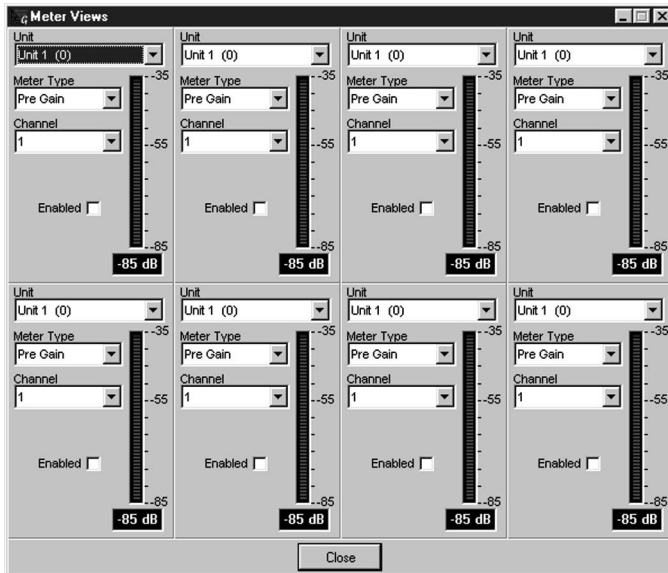 Meter Views
Unit
Unit 1 (0)
Meter Type
Pre Gain
Channel
1
Enabled
--35
--55
--85
-85 dB
Unit
Unit 1 (0)
Meter Type
Pre Gain
Channel
1
Enabled
--35
--55
--85
-85 dB
Unit
Unit 1 (0)
Meter Type
Pre Gain
Channel
1
Enabled
--35
--55
--85
-85 dB
Unit
Unit 1 (0)
Meter Type
Pre Gain
Channel
1
Enabled
--35
--55
--85
-85 dB
Unit
Unit 1 (0)
Meter Type
Pre Gain
Channel
1
Enabled
--35
--55
--85
-85 dB
Unit
Unit 1 (0)
Meter Type
Pre Gain
Channel
1
Enabled
--35
--55
--85
-85 dB
Unit
Unit 1 (0)
Meter Type
Pre Gain
Channel
1
Enabled
--35
--55
--85
-85 dB
Unit
Unit 1 (0)
Meter Type
Pre Gain
Channel
1
Enabled
--35
--55
--85
-85 dB
Close